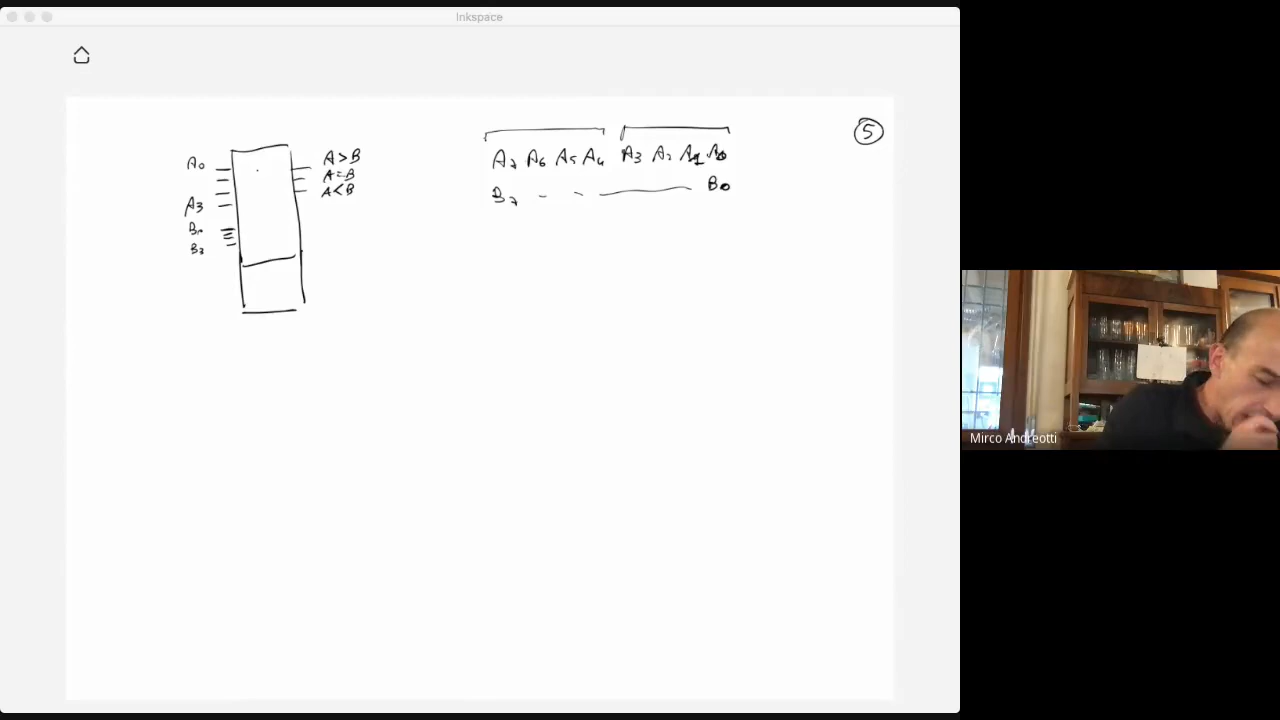 Inkspace
5
A0
A3
B0
B3
A>B
A=B
A<B
A7 A6 A5 A4 A3 A2 A1 A0
B7 - - — B0
Mirco Andreotti